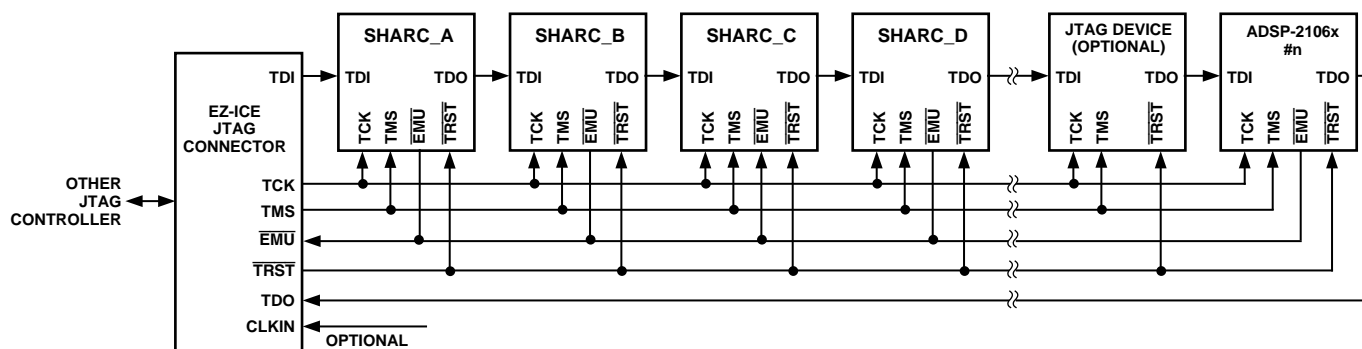 SHARC_A
SHARC_B
SHARC_C
SHARC_D
JTAG DEVICE
(OPTIONAL)
ADSP-2106x
#n
TDI
TDI
TDO
TDI
TDO
TDI
TDO
TDI
TDO
TDI
TDO
TDI
TDO
EZ-ICE
JTAG
CONNECTOR
TCK
TMS
EMU
TRST
TCK
TMS
EMU
TRST
TCK
TMS
EMU
TRST
TCK
TMS
EMU
TRST
TCK
TMS
TRST
TCK
TMS
EMU
TRST
OTHER
JTAG
CONTROLLER
TCK
TMS
EMU
TRST
TDO
CLKIN
OPTIONAL